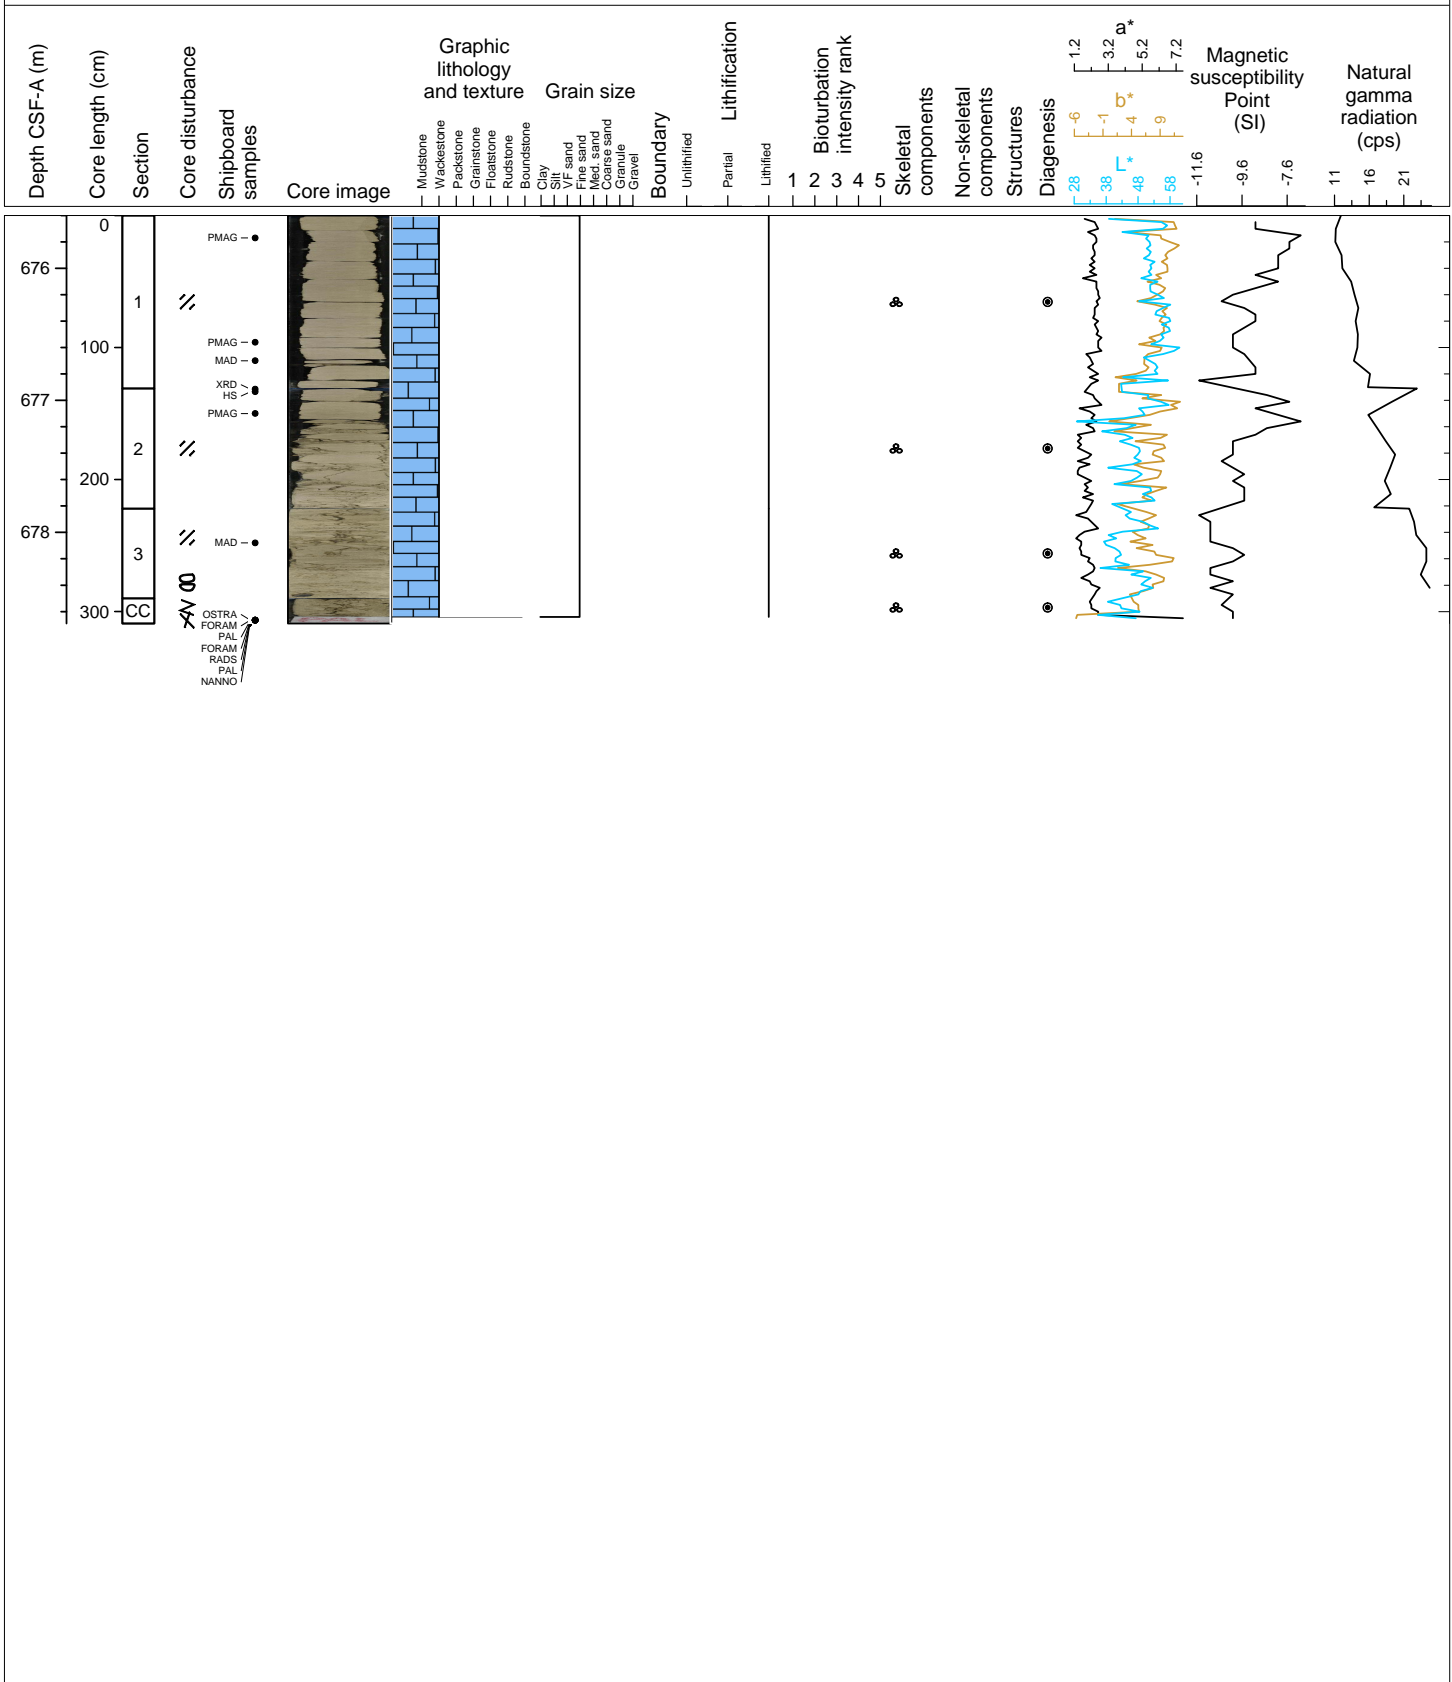 Depth CSF-A (m)
Core length (cm)
Section
Core disturbance
Shipboard
samples
Core image
Graphic
lithology
and texture
Mudstone
Wackestone
Packstone
Grainstone
Floatstone
Rudstone
Boundstone
Grain size
Clay
Silt
VF sand
Fine sand
Med. sand
Coarse sand
Granule
Gravel
Boundary
Lithification
Unlithified
Partial
Lithified
Bioturbation
intensity rank
1 2 3 4 5
Skeletal
components
Non-skeletal
components
Structures
Diagenesis
a*
1.2 3.2 5.2 7.2
b*
-6 -1 4 9
L*
28 38 48 58
Magnetic
susceptibility
Point
(SI)
-11.6 -9.6 -7.6
Natural
gamma
radiation
(cps)
11 16 21
0
PMAG
676
1
PMAG
100
MAD
XRD
HS
677
PMAG
2
200
678
MAD
3
300
CC
OSTRA
FORAM
PAL
FORAM
RADS
PAL
NANNO